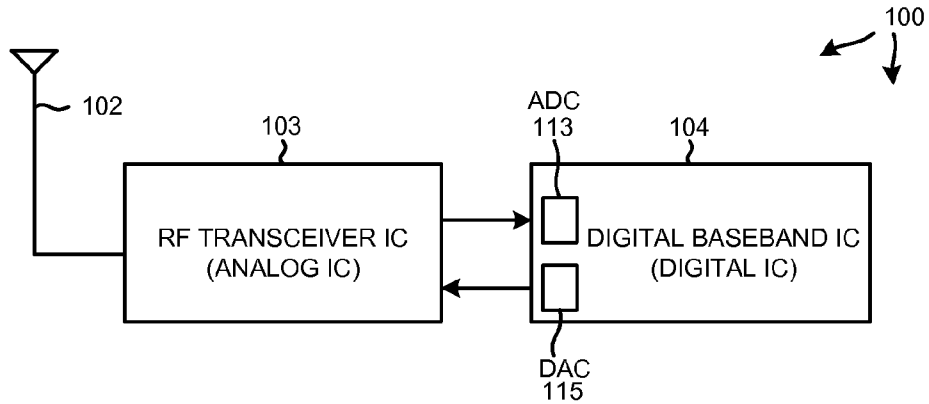 100
102
103
RF TRANSCEIVER IC
(ANALOG IC)
ADC
113
104
DIGITAL BASEBAND IC
(DIGITAL IC)
DAC
115